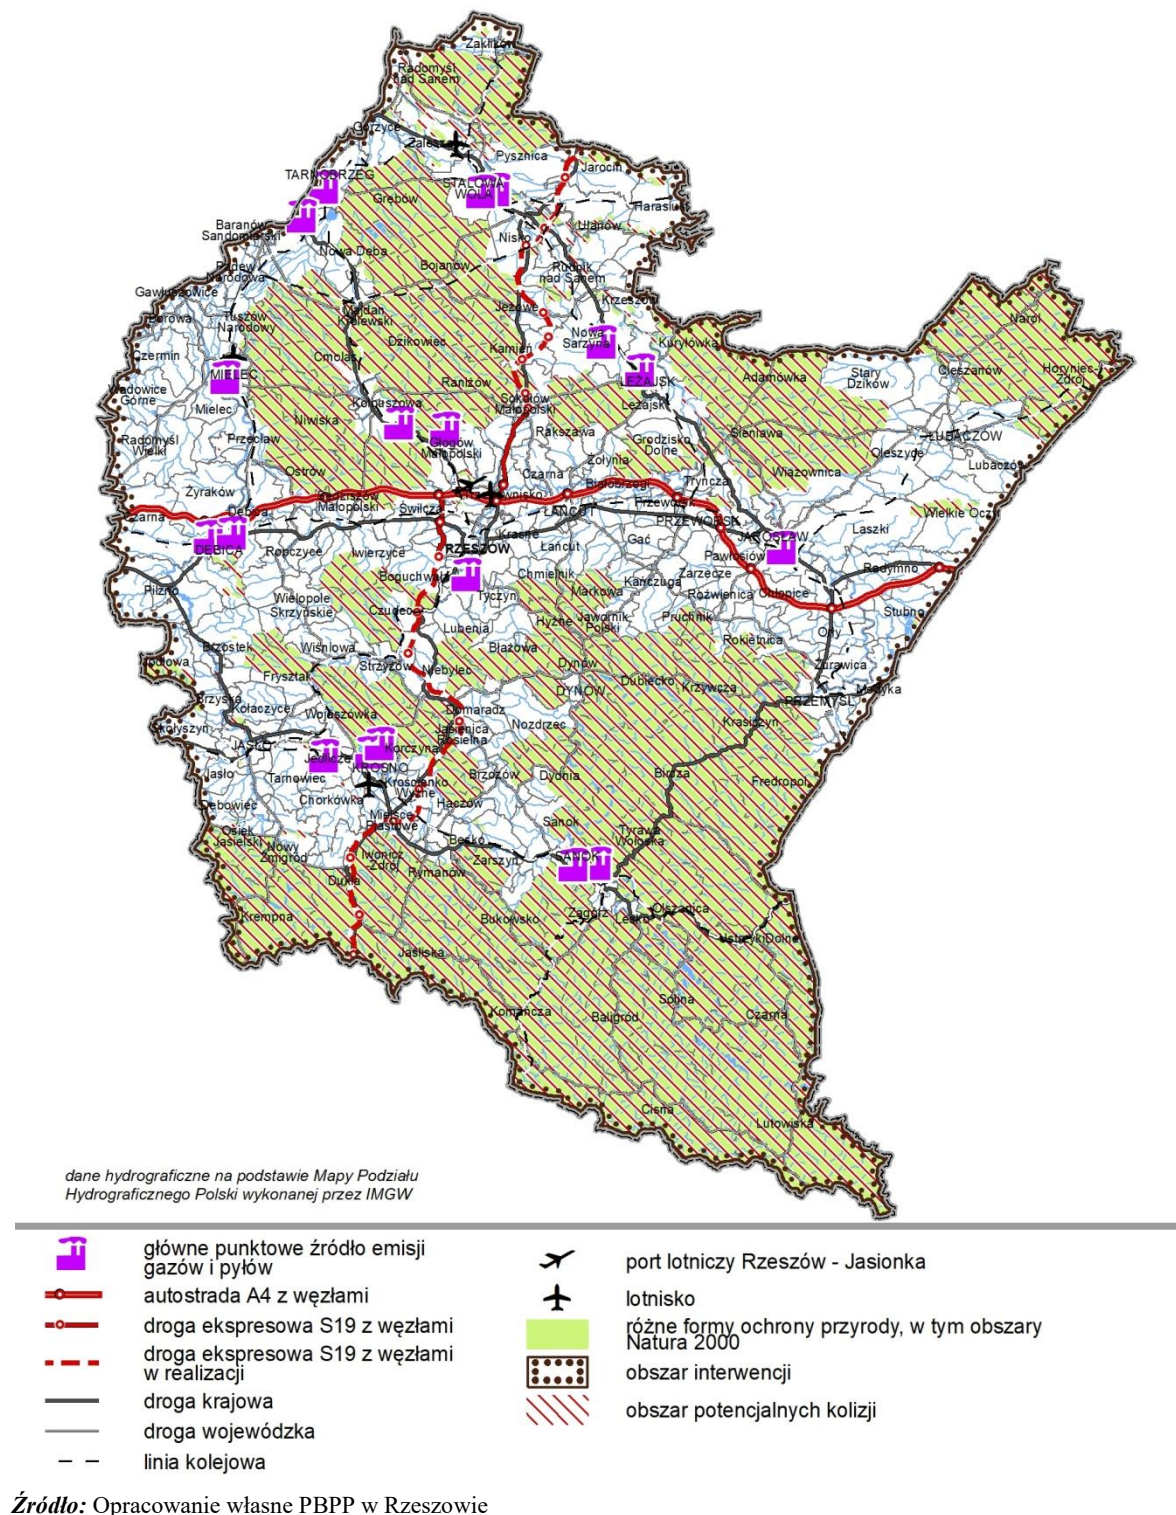 Zaklików
Radomyśl
nad Sanem
Gorzyce
Zaleszany
Pysznica
Jarocin
TARNOBRZEG
STALOWA
WOLA
Grębów
Harasiuki
Baranów
Sandomierski
Ulanów
Nisko
Nowa Dęba
Bojanów
Padew
Narodowa
Rudnik
nad Sanem
Gawłuszowice
Krzeszów
Borowa
Tuszów
Narodowy
Majdan
Królewski
Jeżowe
Narol
Nowa
Sarzyna
Dzikowiec
Kamień
Kuryłówka
Czermin
Cmolas
Cieszanów
Horyniec-
Zdrój
Stary
Dzików
Adamówka
MIELEC
LEŻAJSK
Raniżów
Wadowice
Górne
Kolbuszowa
Sokołów
Małopolski
Leżajsk
Mielec
Niwiska
Rakszawa
Sieniawa
LUBACZÓW
Radomyśl
Wielki
Przecław
Głogów
Małopolski
Grodzisko
Dolne
Oleszyce
Żołynia
Lubaczów
Ostrów
Czarna
Wiązownica
Żyraków
Białobrzegi
Tryńcza
Sędziszów
Małopolski
Przeworsk
Czarna
Dębica
Świlcza
ŁAŃCUT
Wielkie Oczy
PRZEWORSK
JAROSŁAW
Laszki
Krasne
RZESZÓW
Gać
DĘBICA
Ropczyce
Iwierzyce
Łańcut
Pawłosiów
Radymno
Boguchwała
Chmielnik
Kańczuga
Zarzecze
Pilzno
Tyczyn
Markowa
Roźwienica
Chłopice
Wielopole
Skrzyńskie
Czudec
Stubno
Hyżne
Jawornik
Polski
Pruchnik
Lubenia
Orły
Rokietnica
Brzostek
Wiśniowa
Błażowa
Jodłowa
Strzyżów
Niebylec
Dynów
Żurawica
Frysztak
Dubiecko
Krzywcza
Medyka
Brzyska
DYNÓW
PRZEMYŚL
Kołaczyce
Wojaszówka
Domaradz
Krasiczyn
Skołyszyn
Jasienica
Rosielna
Nozdrzec
JASŁO
Korczyna
Jedlicze
KROSNO
Jasło
Tarnowiec
Brzozów
Dydnia
Bircza
Krościenko
Wyżne
Fredropol
Chorkówka
Dębowiec
Haczów
Miejsce
Piastowe
Sanok
Osiek
Jasielski
Tyrawa
Wołoska
Nowy
Żmigród
Besko
Iwonicz
-Zdrój
Zarszyn
SANOK
Dukla
Rymanów
Olszanica
Zagórz
Krempna
Bukowsko
Lesko
UstrzykiDolne
Jaśliska
Solina
Komańcza
Baligród
Czarna
Cisna
Lutowiska
dane hydrograficzne na podstawie Mapy Podziału
Hydrograficznego Polski wykonanej przez IMGW
główne punktowe źródło emisji
gazów i pyłów
autostrada A4 z węzłami
droga ekspresowa S19 z węzłami
droga ekspresowa S19 z węzłami
w realizacji
droga krajowa
droga wojewódzka
linia kolejowa
port lotniczy Rzeszów - Jasionka
lotnisko
różne formy ochrony przyrody, w tym obszary
Natura 2000
obszar interwencji
obszar potencjalnych kolizji
Źródło: Opracowanie własne PBPP w Rzeszowie